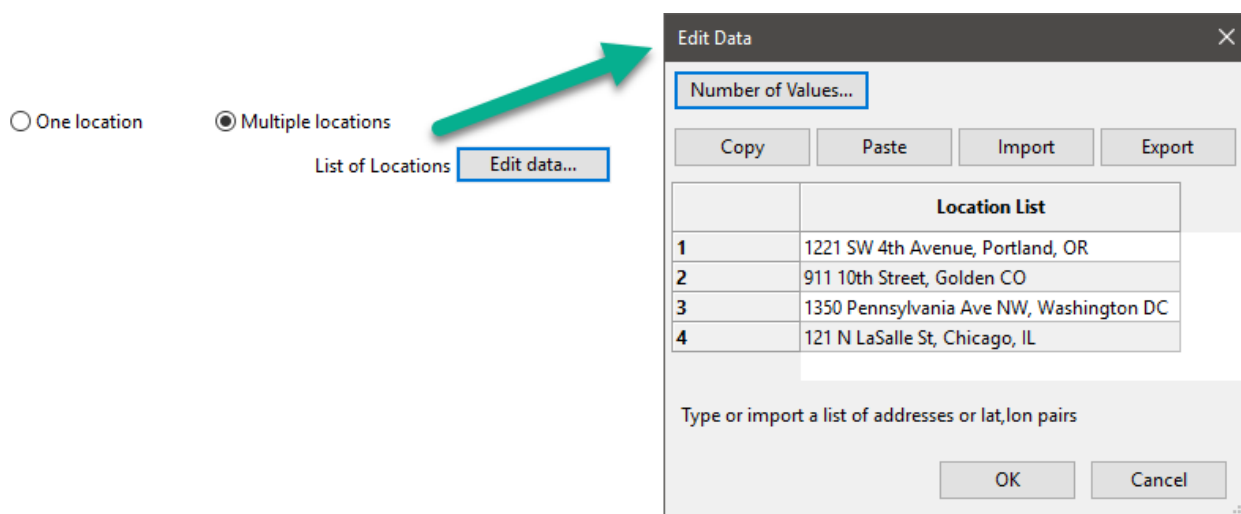 One location
Multiple locations
List of Locations
Edit data...
Edit Data
Number of Values...
Copy
Paste
Import
Export
Location List
1 1221 SW 4th Avenue, Portland, OR
2 911 10th Street, Golden CO
3 1350 Pennsylvania Ave NW, Washington DC
4 121 N LaSalle St, Chicago, IL
Type or import a list of addresses or lat,lon pairs
OK
Cancel